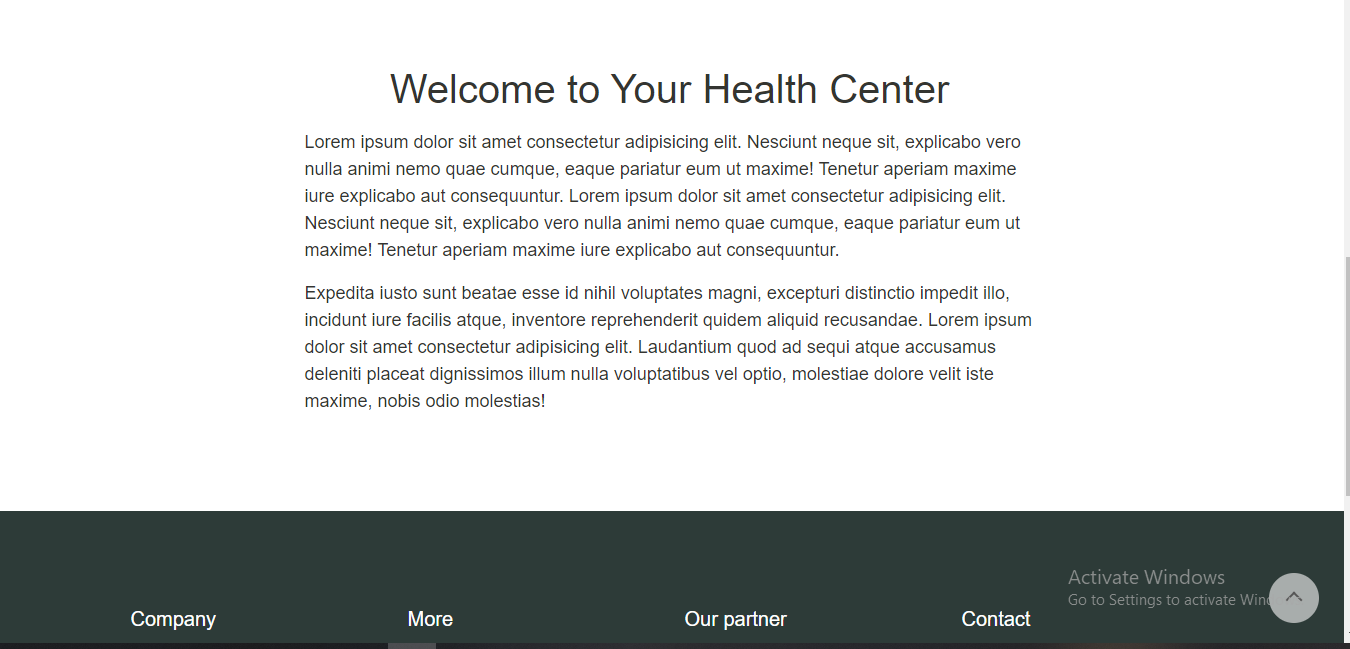 Welcome to Your Health Center
Lorem ipsum dolor sit amet consectetur adipisicing elit. Nesciunt neque sit, explicabo vero
nulla animi nemo quae cumque, eaque pariatur eum ut maxime! Tenetur aperiam maxime
iure explicabo aut consequuntur. Lorem ipsum dolor sit amet consectetur adipisicing elit.
Nesciunt neque sit, explicabo vero nulla animi nemo quae cumque, eaque pariatur eum ut
maxime! Tenetur aperiam maxime iure explicabo aut consequuntur.
Expedita iusto sunt beatae esse id nihil voluptates magni, excepturi distinctio impedit illo,
incidunt iure facilis atque, inventore reprehenderit quidem aliquid recusandae. Lorem ipsum
dolor sit amet consectetur adipisicing elit. Laudantium quod ad sequi atque accusamus
deleniti placeat dignissimos illum nulla voluptatibus vel optio, molestiae dolore velit iste
maxime, nobis odio molestias!
Activate Windows
Go to Settings to activate
Company
More
Our partner
Contact